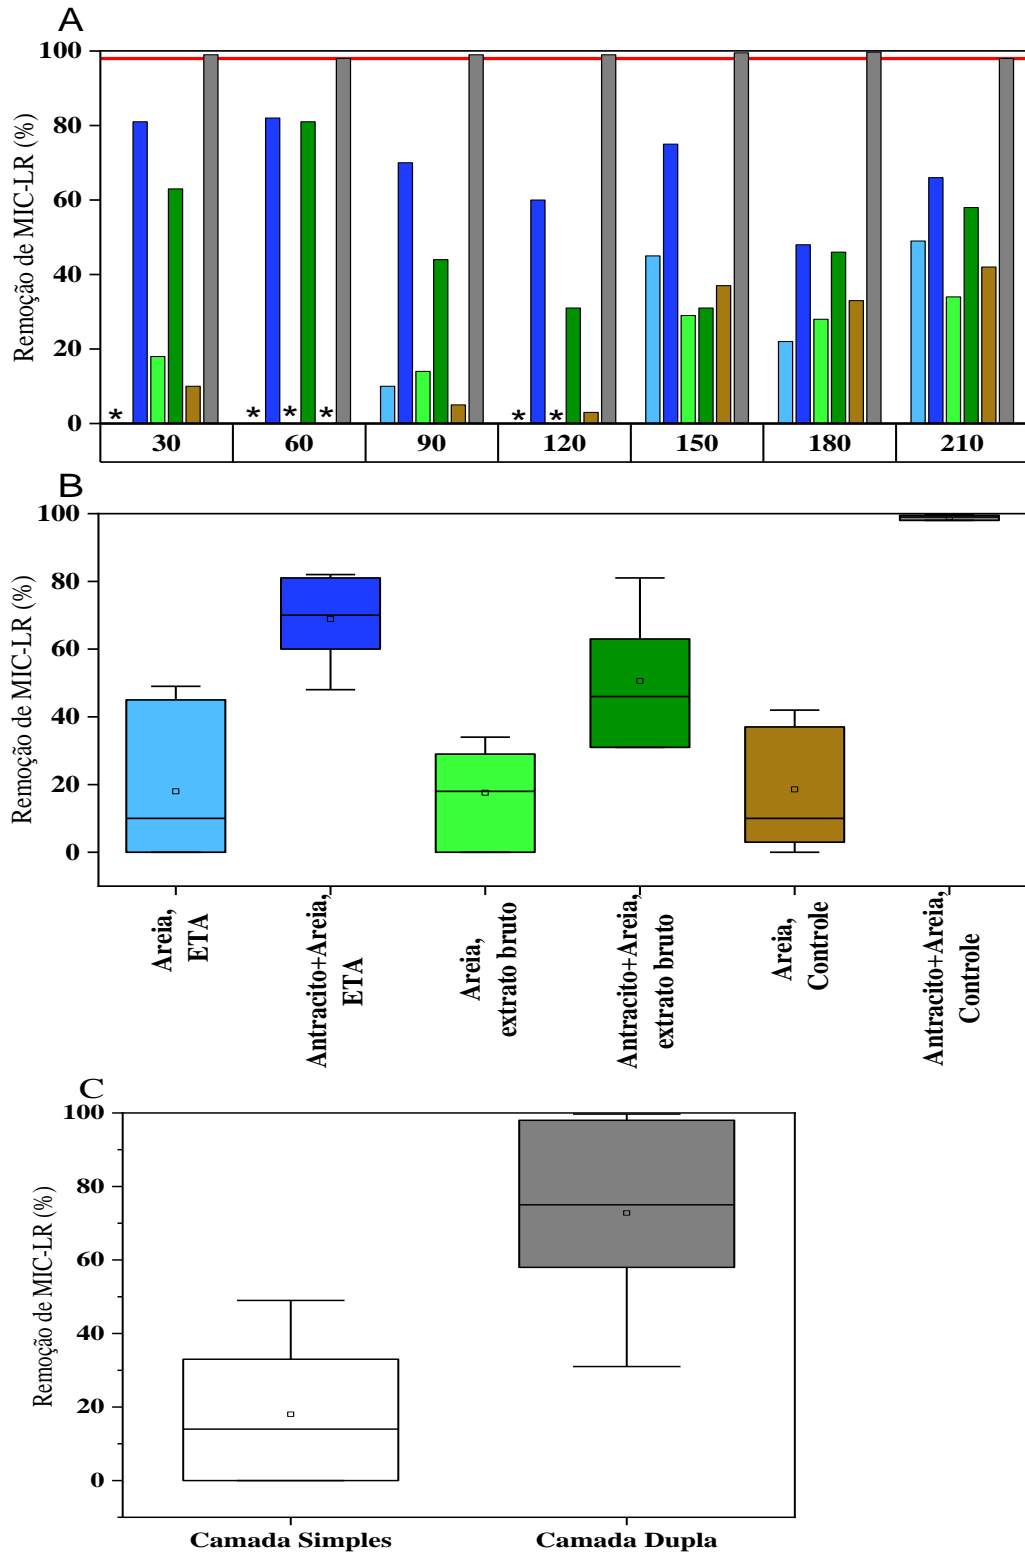 A
Remoção de MIC-LR (%)
100
80
60
40
20
0
* * * * * *
30 60 90 120 150 180 210
B
Remoção de MIC-LR (%)
100
80
60
40
20
0
Areia,
ETA
Antracito+Areia,
ETA
Areia,
extrato bruto
Antracito+Areia,
extrato bruto
Areia,
Controle
Antracito+Areia,
Controle
C
Remoção de MIC-LR (%)
100
80
60
40
20
0
Camada Simples Camada Dupla